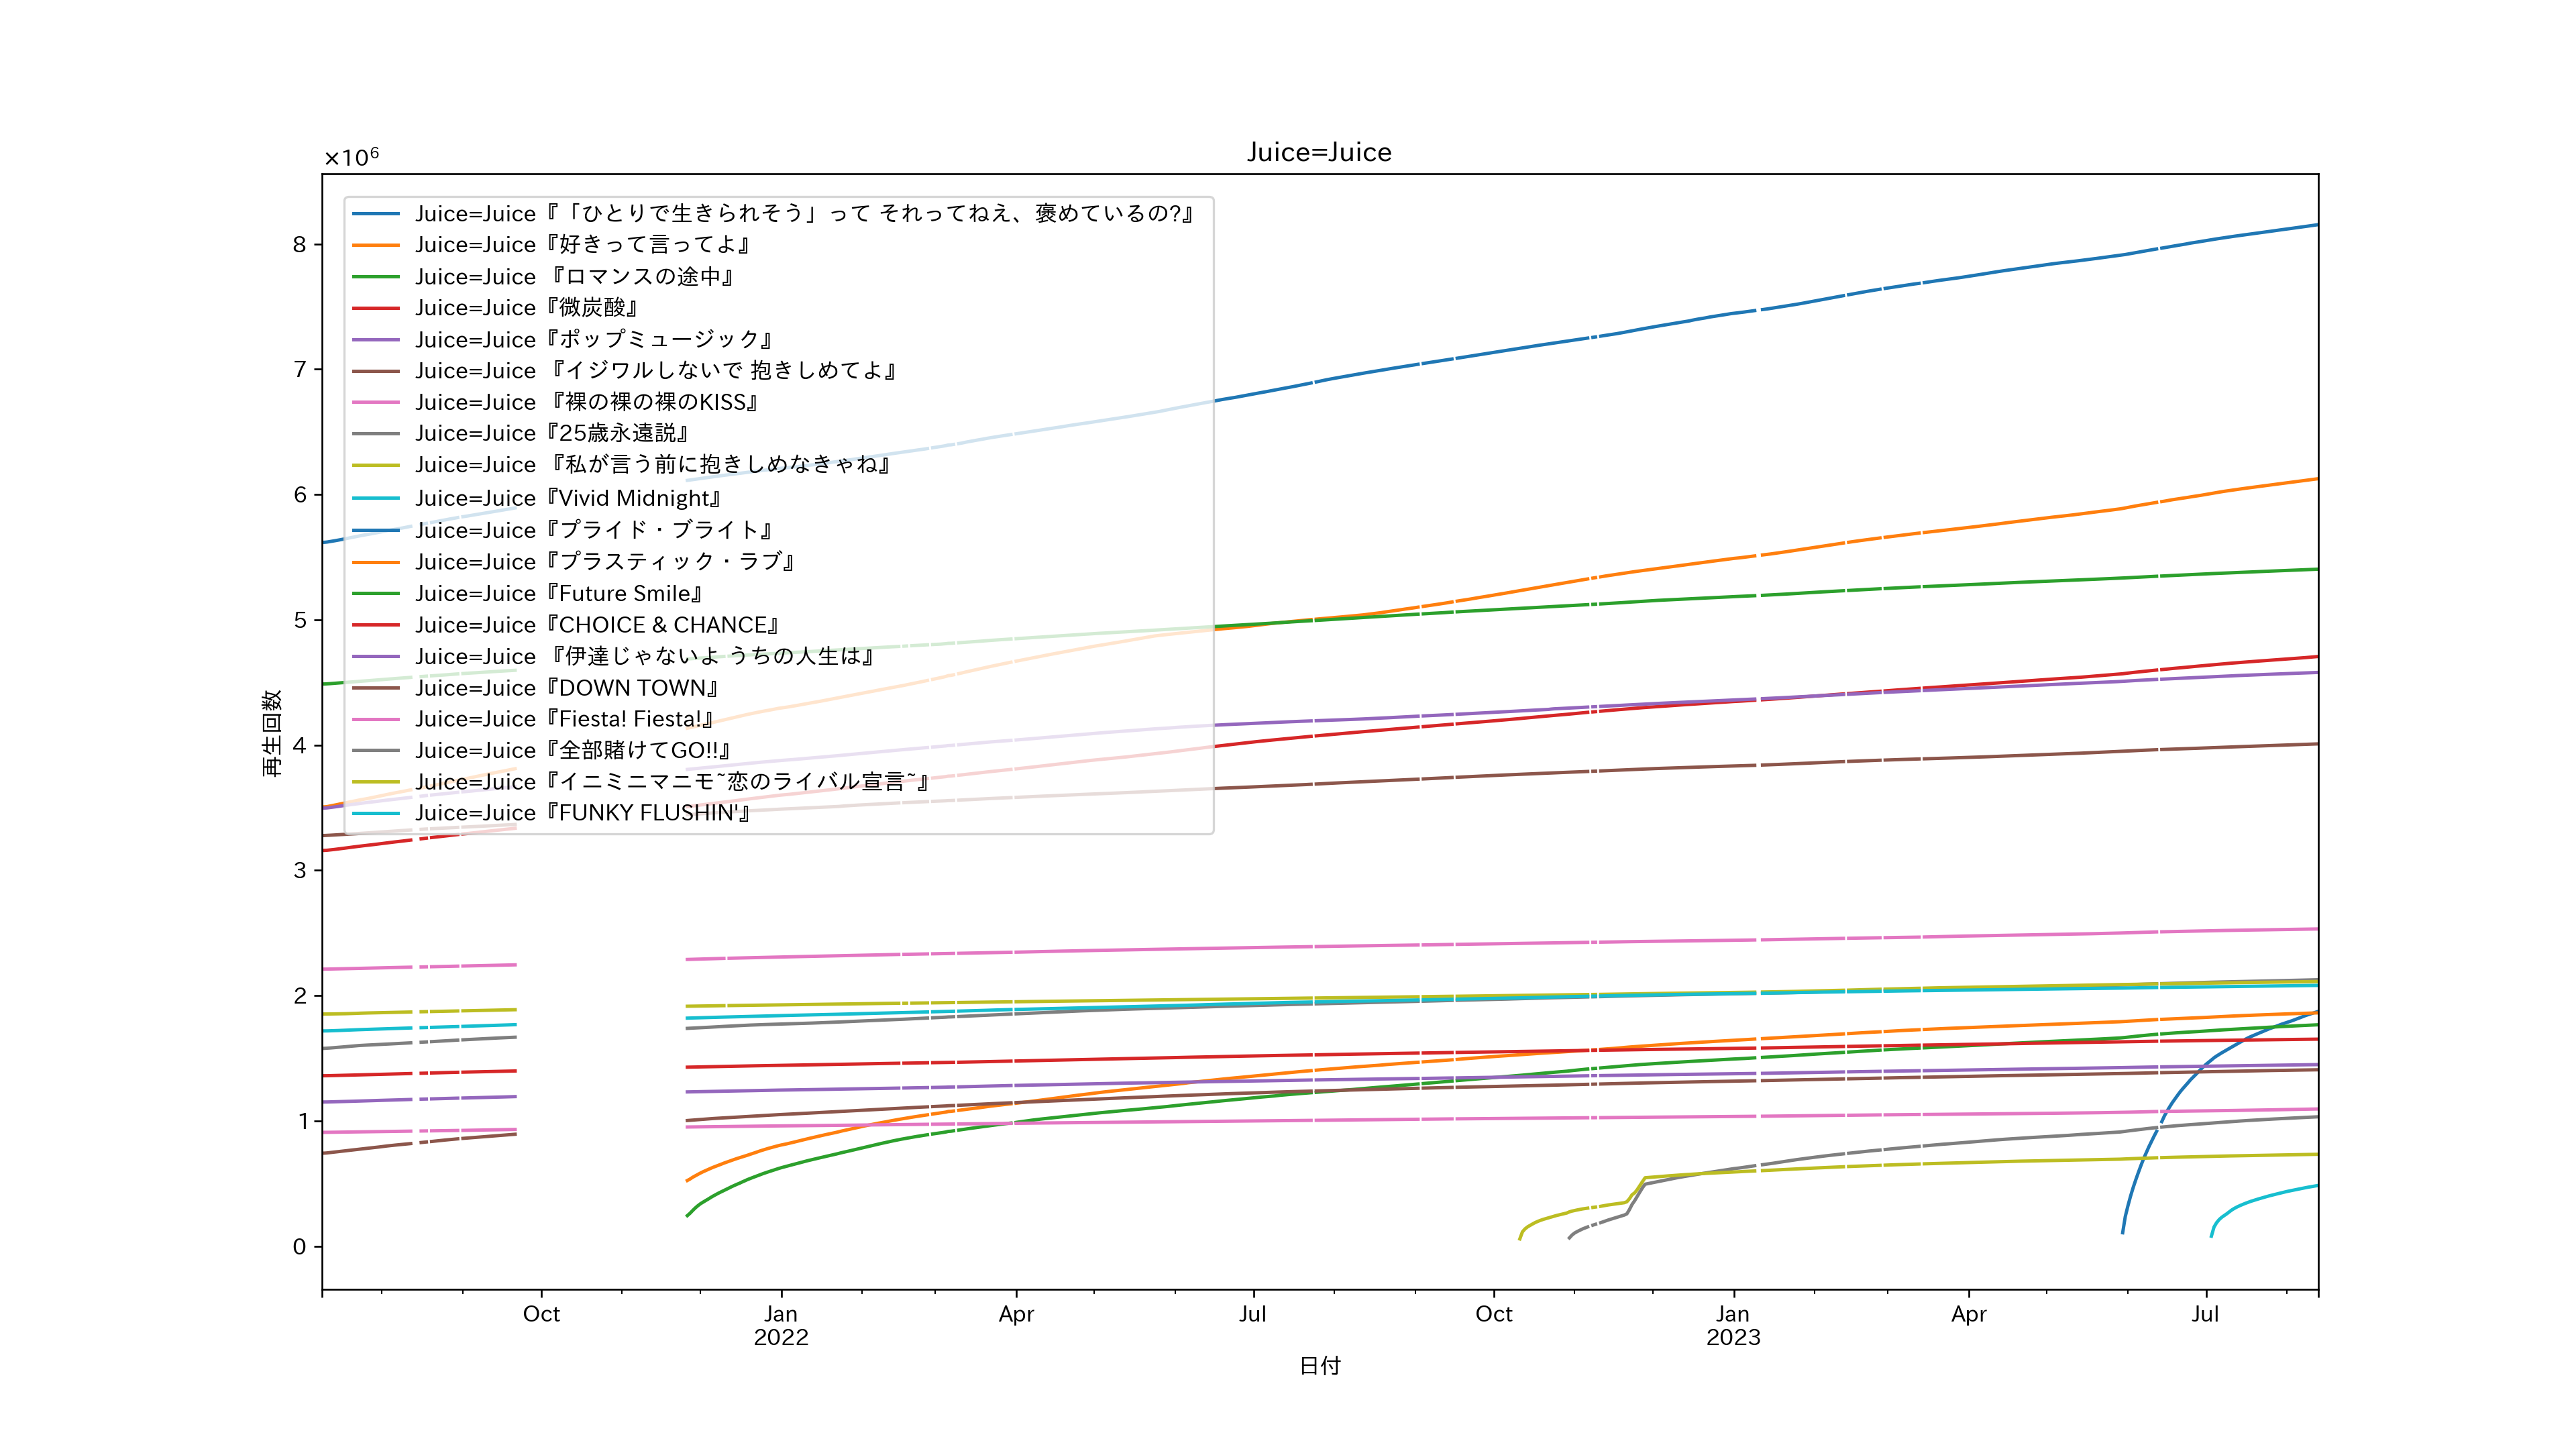 Juice=Juice
×10⁶
Juice=Juice『「ひとりで生きられそう」って それってねえ、褒めているの?』
Juice=Juice『好きって言ってよ』
Juice=Juice 『ロマンスの途中』
Juice=Juice『微炭酸』
Juice=Juice『ポップミュージック』
Juice=Juice 『イジワルしないで 抱きしめてよ』
Juice=Juice 『裸の裸の裸のKISS』
Juice=Juice『25歳永遠説』
Juice=Juice 『私が言う前に抱きしめなきゃね』
Juice=Juice『Vivid Midnight』
Juice=Juice『プライド・ブライト』
Juice=Juice『プラスティック・ラブ』
Juice=Juice『Future Smile』
Juice=Juice『CHOICE & CHANCE』
Juice=Juice 『伊達じゃないよ うちの人生は』
Juice=Juice『DOWN TOWN』
Juice=Juice『Fiesta! Fiesta!』
Juice=Juice『全部賭けてGO!!』
Juice=Juice『イニミニマニモ~恋のライバル宣言~』
Juice=Juice『FUNKY FLUSHIN'』
再生回数
8
7
6
5
4
3
2
1
0
Oct
Jan
2022
Apr
Jul
Oct
Jan
2023
Apr
Jul
日付